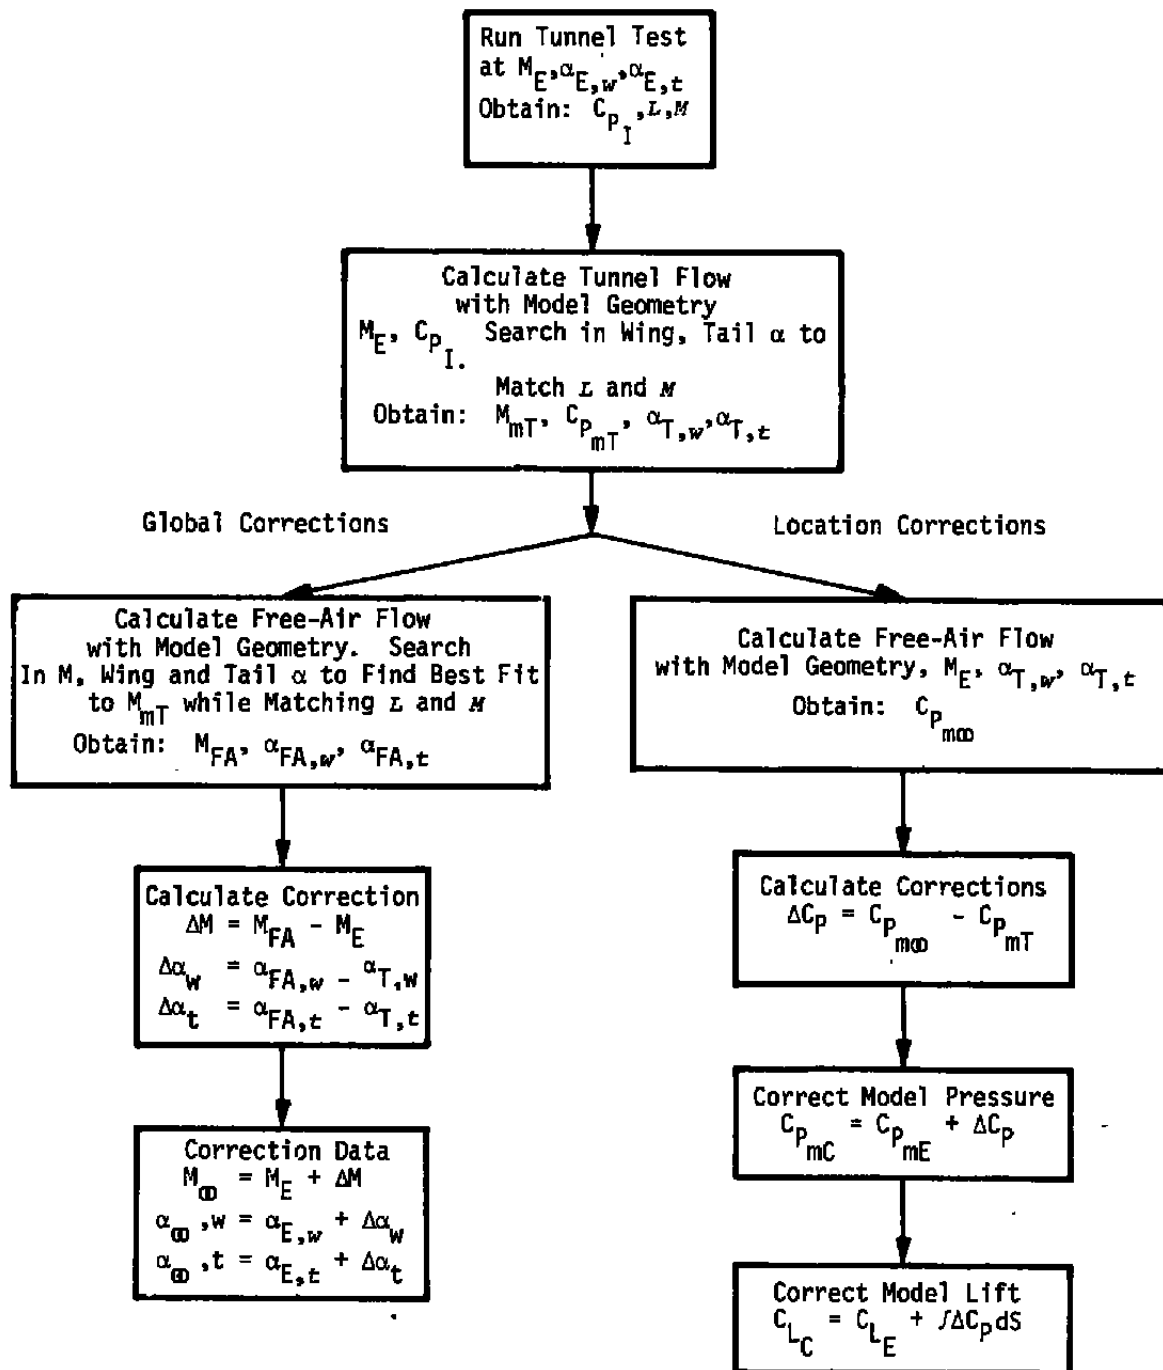 Run Tunnel Test
at M_E, α_E,w, α_E,t
Obtain: C_P_I, L, M
Calculate Tunnel Flow
with Model Geometry
M_E, C_P_I. Search in Wing, Tail α to
Match L and M
Obtain: M_mT, C_P_mT, α_T,w, α_T,t
Global Corrections
Location Corrections
Calculate Free-Air Flow
with Model Geometry. Search
In M, Wing and Tail α to Find Best Fit
to M_mT while Matching L and M
Obtain: M_FA, α_FA,w, α_FA,t
Calculate Free-Air Flow
with Model Geometry, M_E, α_T,w, α_T,t
Obtain: C_P_m∞
Calculate Correction
ΔM = M_FA - M_E
Δα_w = α_FA,w - α_T,w
Δα_t = α_FA,t - α_T,t
Calculate Corrections
ΔC_P = C_P_m∞ - C_P_mT
Correction Data
M_∞ = M_E + ΔM
α_∞,w = α_E,w + Δα_w
α_∞,t = α_E,t + Δα_t
Correct Model Pressure
C_P_mC = C_P_mE + ΔC_P
Correct Model Lift
C_L_C = C_L_E + ∫ΔC_P dS